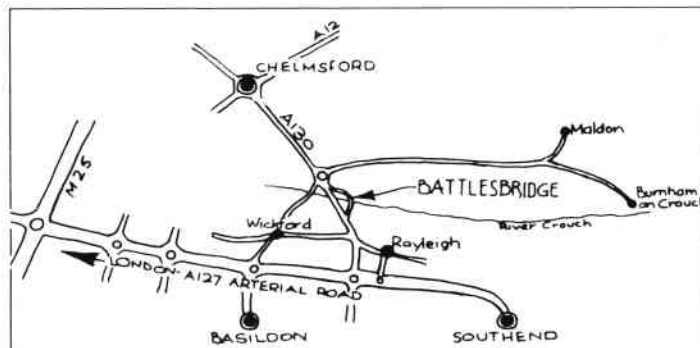 A12
CHELMSFORD
A130
Maldon
M25
BATTLESBRIDGE
Burnham
on Crouch
River Crouch
Wickford
Rayleigh
LONDON - A127 ARTERIAL ROAD
BASILDON
SOUTHEND